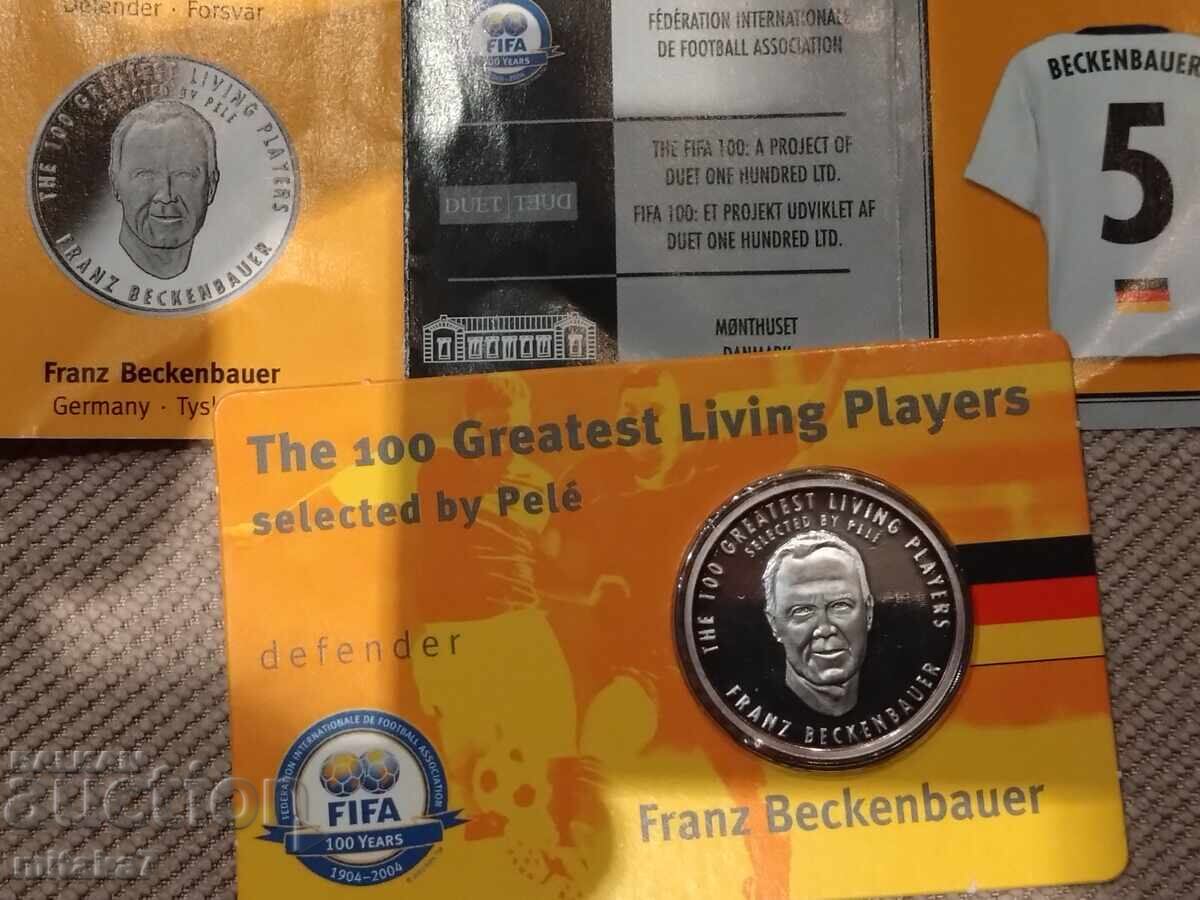 Defender · Forsvar
THE 100 GREATEST LIVING PLAYERS
SELECTED BY PELÉ
FRANZ BECKENBAUER
Franz Beckenbauer
Germany · Tys
FIFA
100 YEARS
FÉDÉRATION INTERNATIONALE
DE FOOTBALL ASSOCIATION
THE FIFA 100: A PROJECT OF
DUET ONE HUNDRED LTD.
DUET
FIFA 100: ET PROJEKT UDVIKLET AF
DUET ONE HUNDRED LTD.
MØNTHUSET
DANMARK
BECKENBAUER
5
The 100 Greatest Living Players
selected by Pelé
defender
THE 100 GREATEST LIVING PLAYERS
SELECTED BY PELÉ
FRANZ BECKENBAUER
FÉDÉRATION INTERNATIONALE DE FOOTBALL ASSOCIATION
FIFA
100 YEARS
1904-2004
Franz Beckenbauer
BALKAN
auction
mitaka7